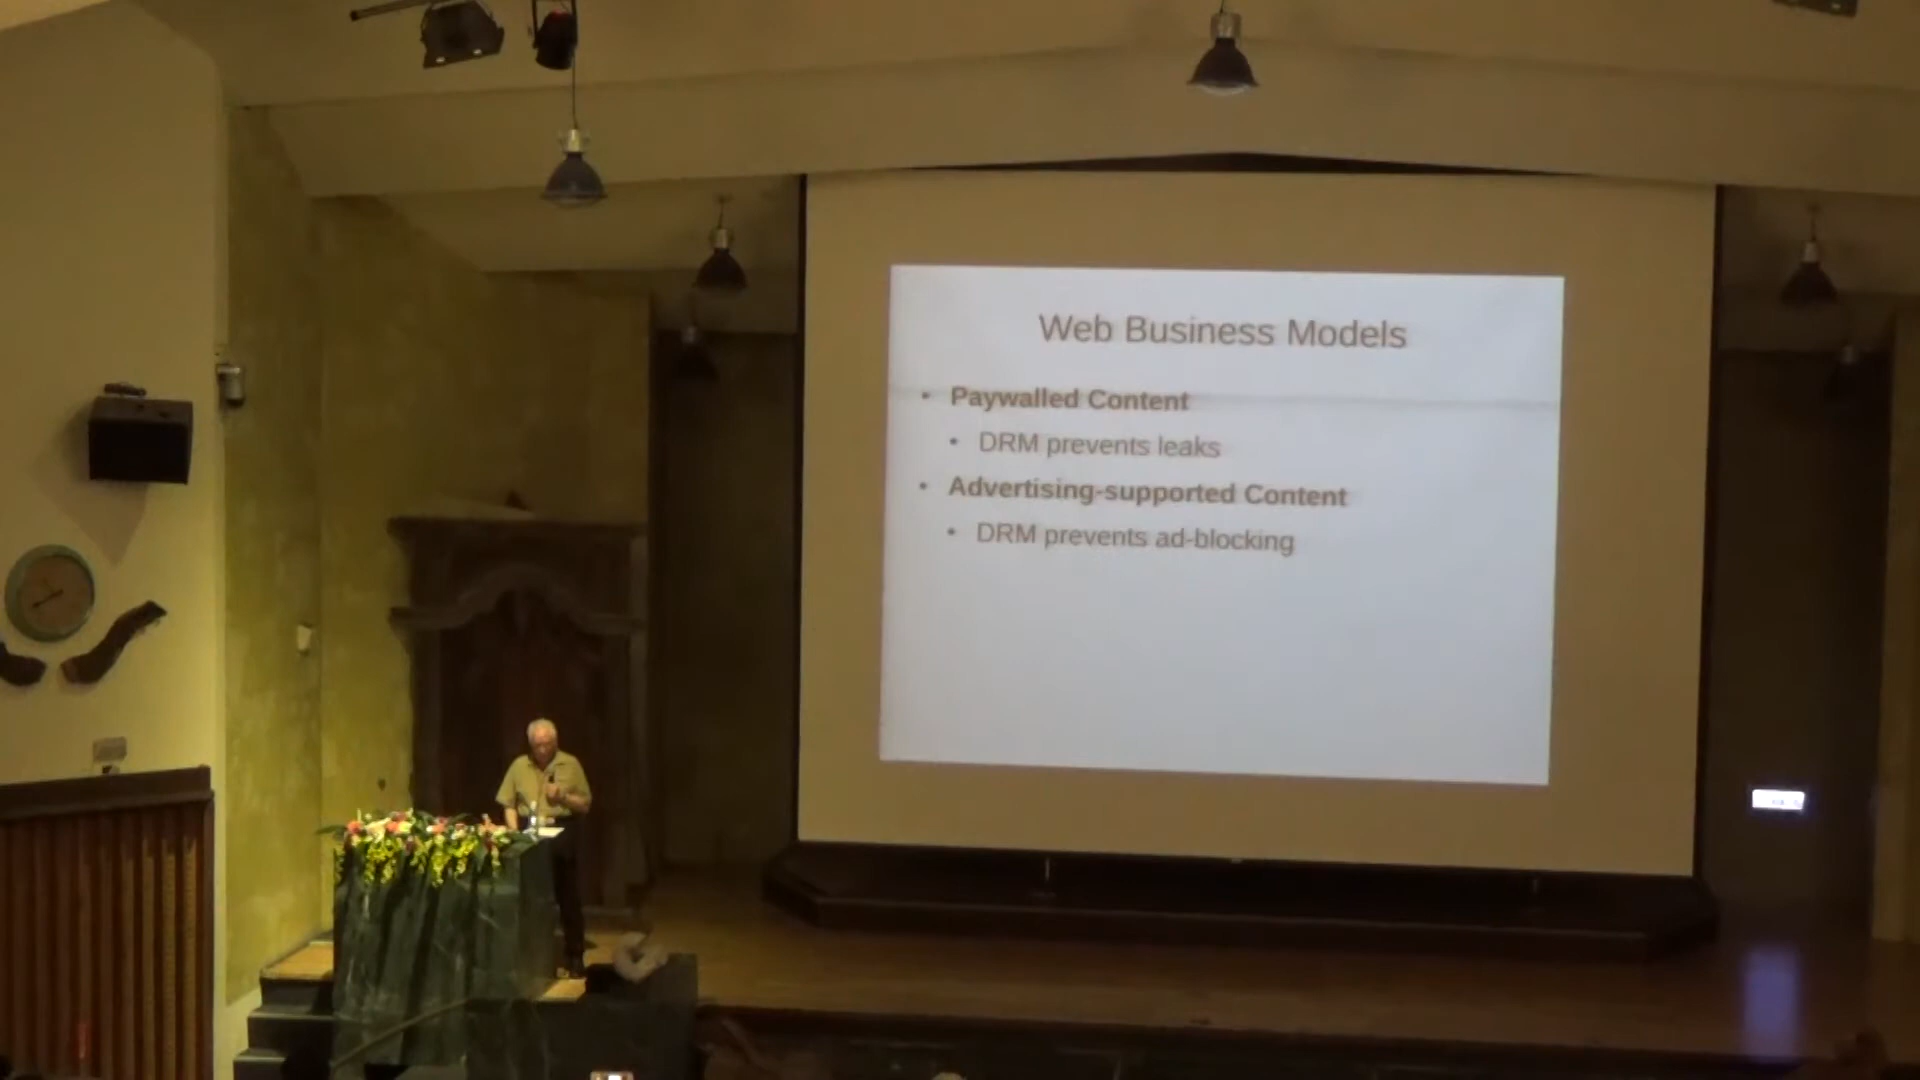 Web Business Models
• Paywalled Content
• DRM prevents leaks
• Advertising-supported Content
• DRM prevents ad-blocking